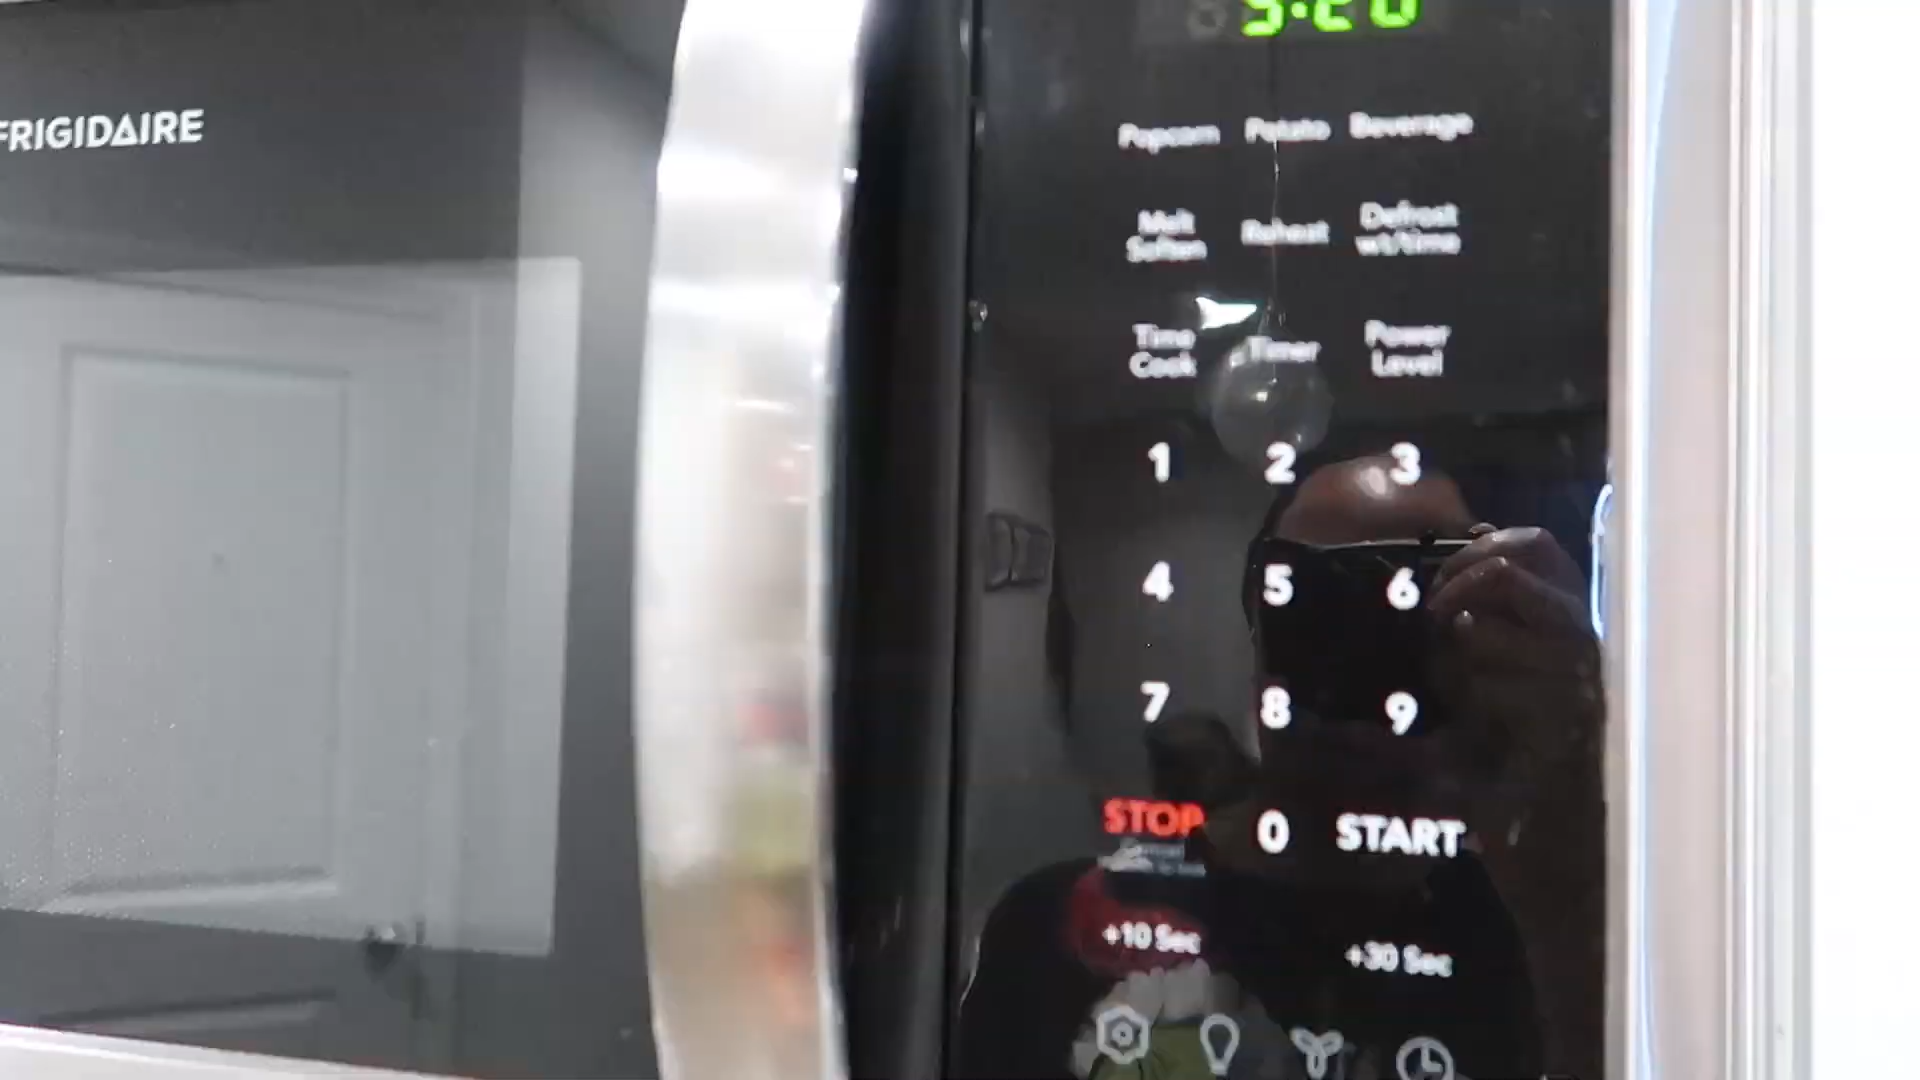 FRIGIDAIRE
Popcorn Potato Beverage
Melt Soften
Reheat
Defrost wt/time
Time Cook
Timer
Power Level
1 2 3
4 5 6
7 8 9
STOP 0 START
+10 Sec +30 Sec